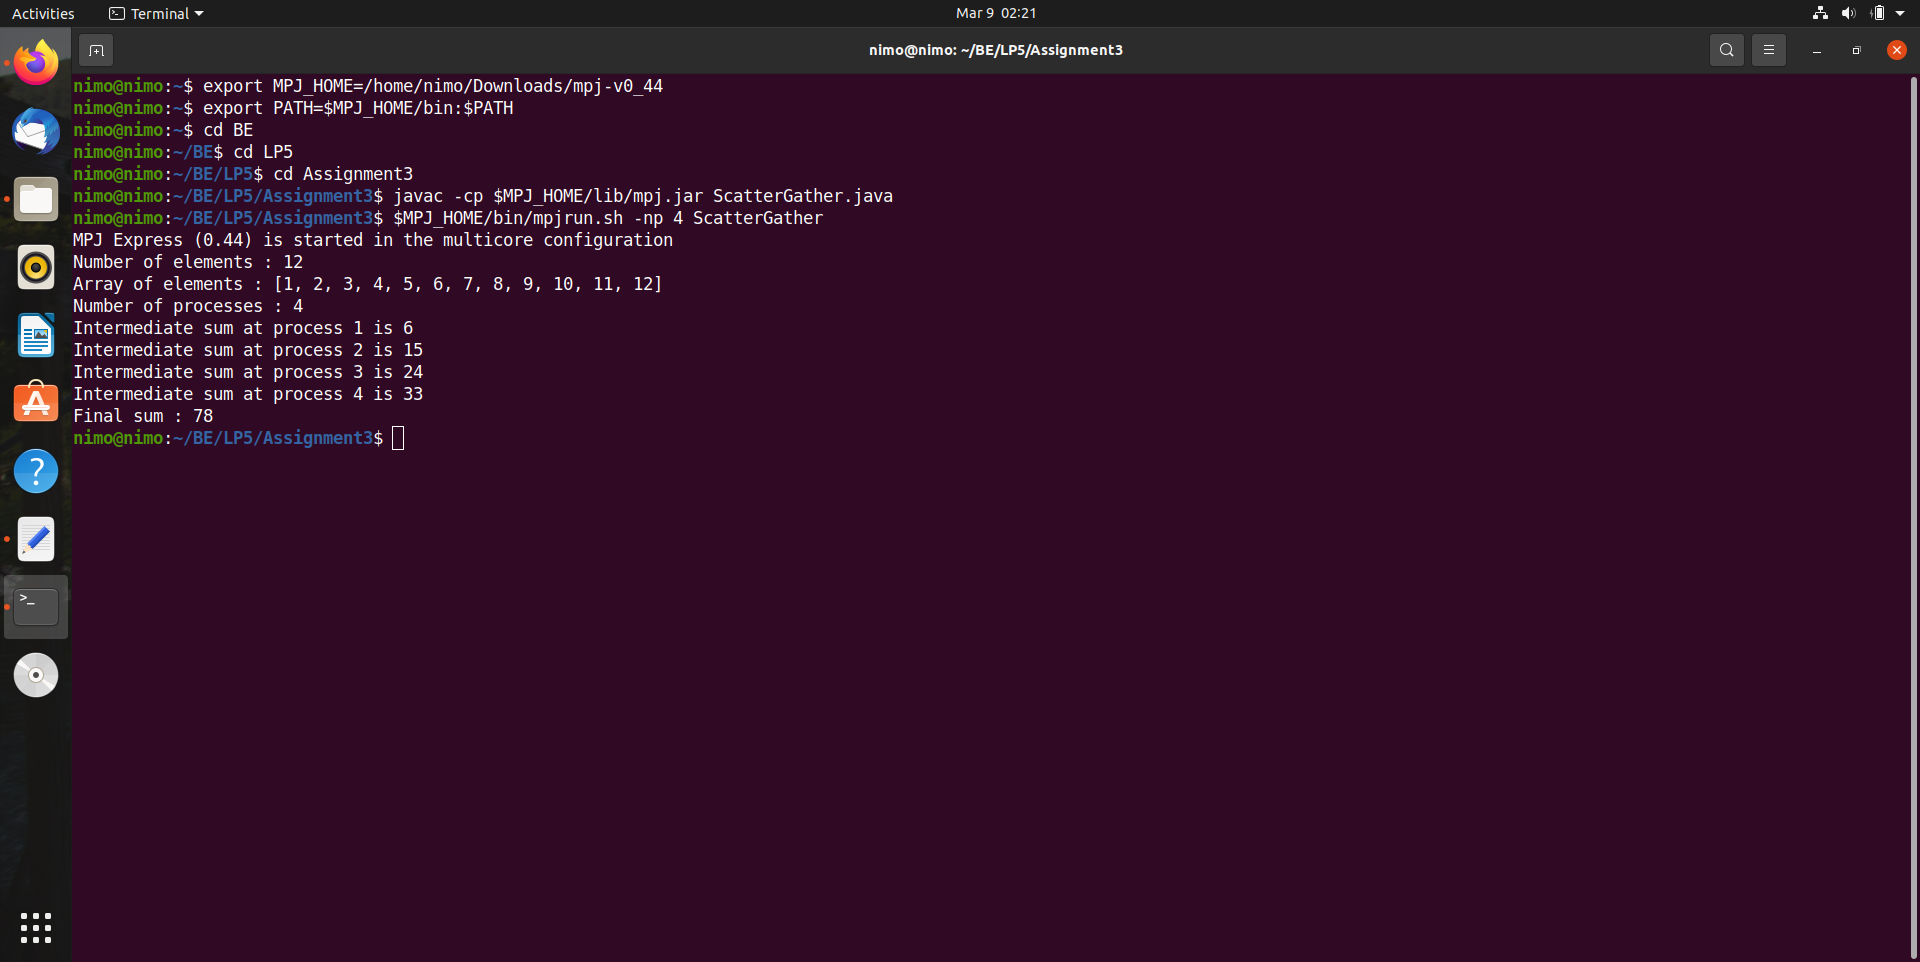 Activities Terminal Mar 9 02:21
nimo@nimo: ~/BE/LP5/Assignment3
nimo@nimo:~$ export MPJ_HOME=/home/nimo/Downloads/mpj-v0_44
nimo@nimo:~$ export PATH=$MPJ_HOME/bin:$PATH
nimo@nimo:~$ cd BE
nimo@nimo:~/BE$ cd LP5
nimo@nimo:~/BE/LP5$ cd Assignment3
nimo@nimo:~/BE/LP5/Assignment3$ javac -cp $MPJ_HOME/lib/mpj.jar ScatterGather.java
nimo@nimo:~/BE/LP5/Assignment3$ $MPJ_HOME/bin/mpjrun.sh -np 4 ScatterGather
MPJ Express (0.44) is started in the multicore configuration
Number of elements : 12
Array of elements : [1, 2, 3, 4, 5, 6, 7, 8, 9, 10, 11, 12]
Number of processes : 4
Intermediate sum at process 1 is 6
Intermediate sum at process 2 is 15
Intermediate sum at process 3 is 24
Intermediate sum at process 4 is 33
Final sum : 78
nimo@nimo:~/BE/LP5/Assignment3$